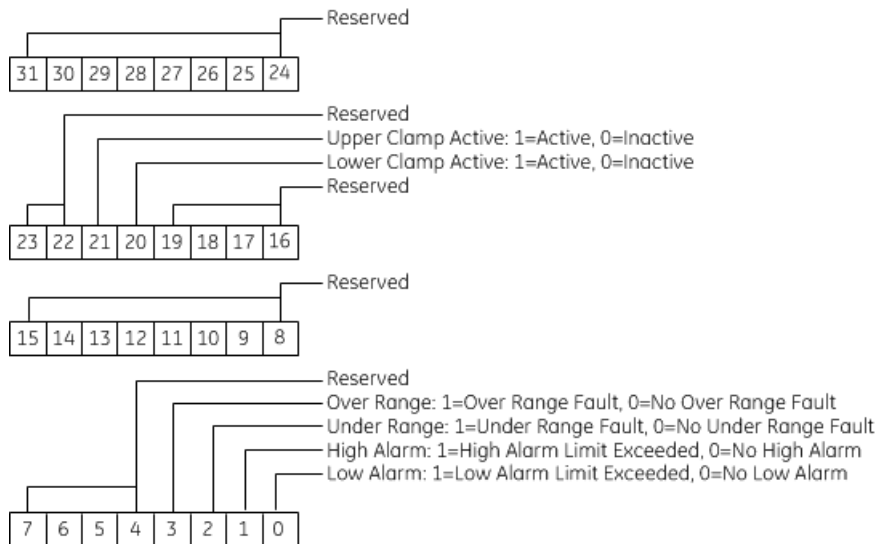 Reserved
31 30 29 28 27 26 25 24
Reserved
Upper Clamp Active: 1=Active, 0=Inactive
Lower Clamp Active: 1=Active, 0=Inactive
Reserved
23 22 21 20 19 18 17 16
Reserved
15 14 13 12 11 10 9 8
Reserved
Over Range: 1=Over Range Fault, 0=No Over Range Fault
Under Range: 1=Under Range Fault, 0=No Under Range Fault
High Alarm: 1=High Alarm Limit Exceeded, 0=No High Alarm
Low Alarm: 1=Low Alarm Limit Exceeded, 0=No Low Alarm
7 6 5 4 3 2 1 0